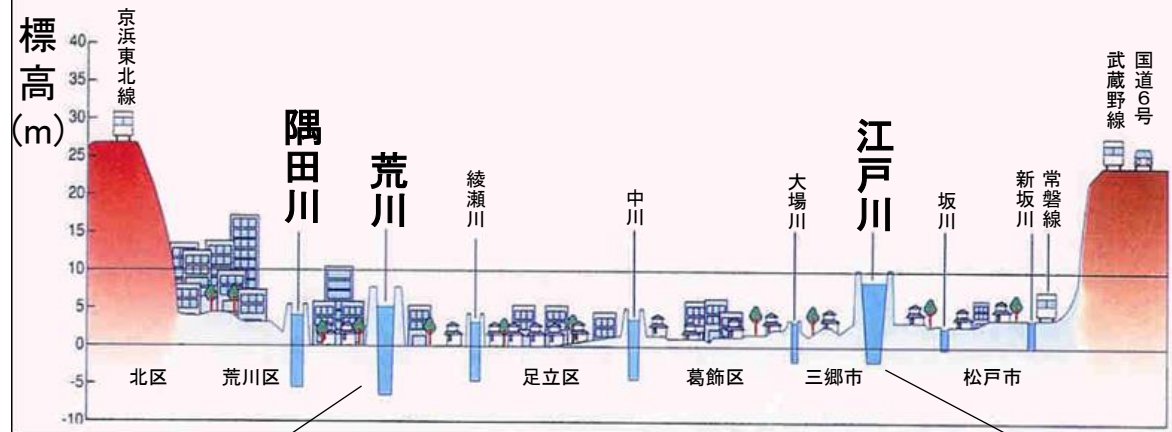 標高(m)
40
35
30
25
20
15
10
5
0
-5
-10
京浜東北線
隅田川
荒川
綾瀬川
中川
大場川
江戸川
坂川
新坂川
常磐線
武蔵野線
国道6号
北区
荒川区
足立区
葛飾区
三郷市
松戸市